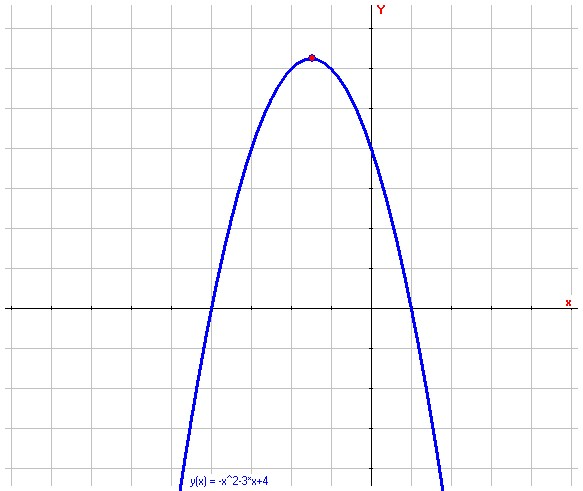 Y
x
y(x) = -x^2-3*x+4